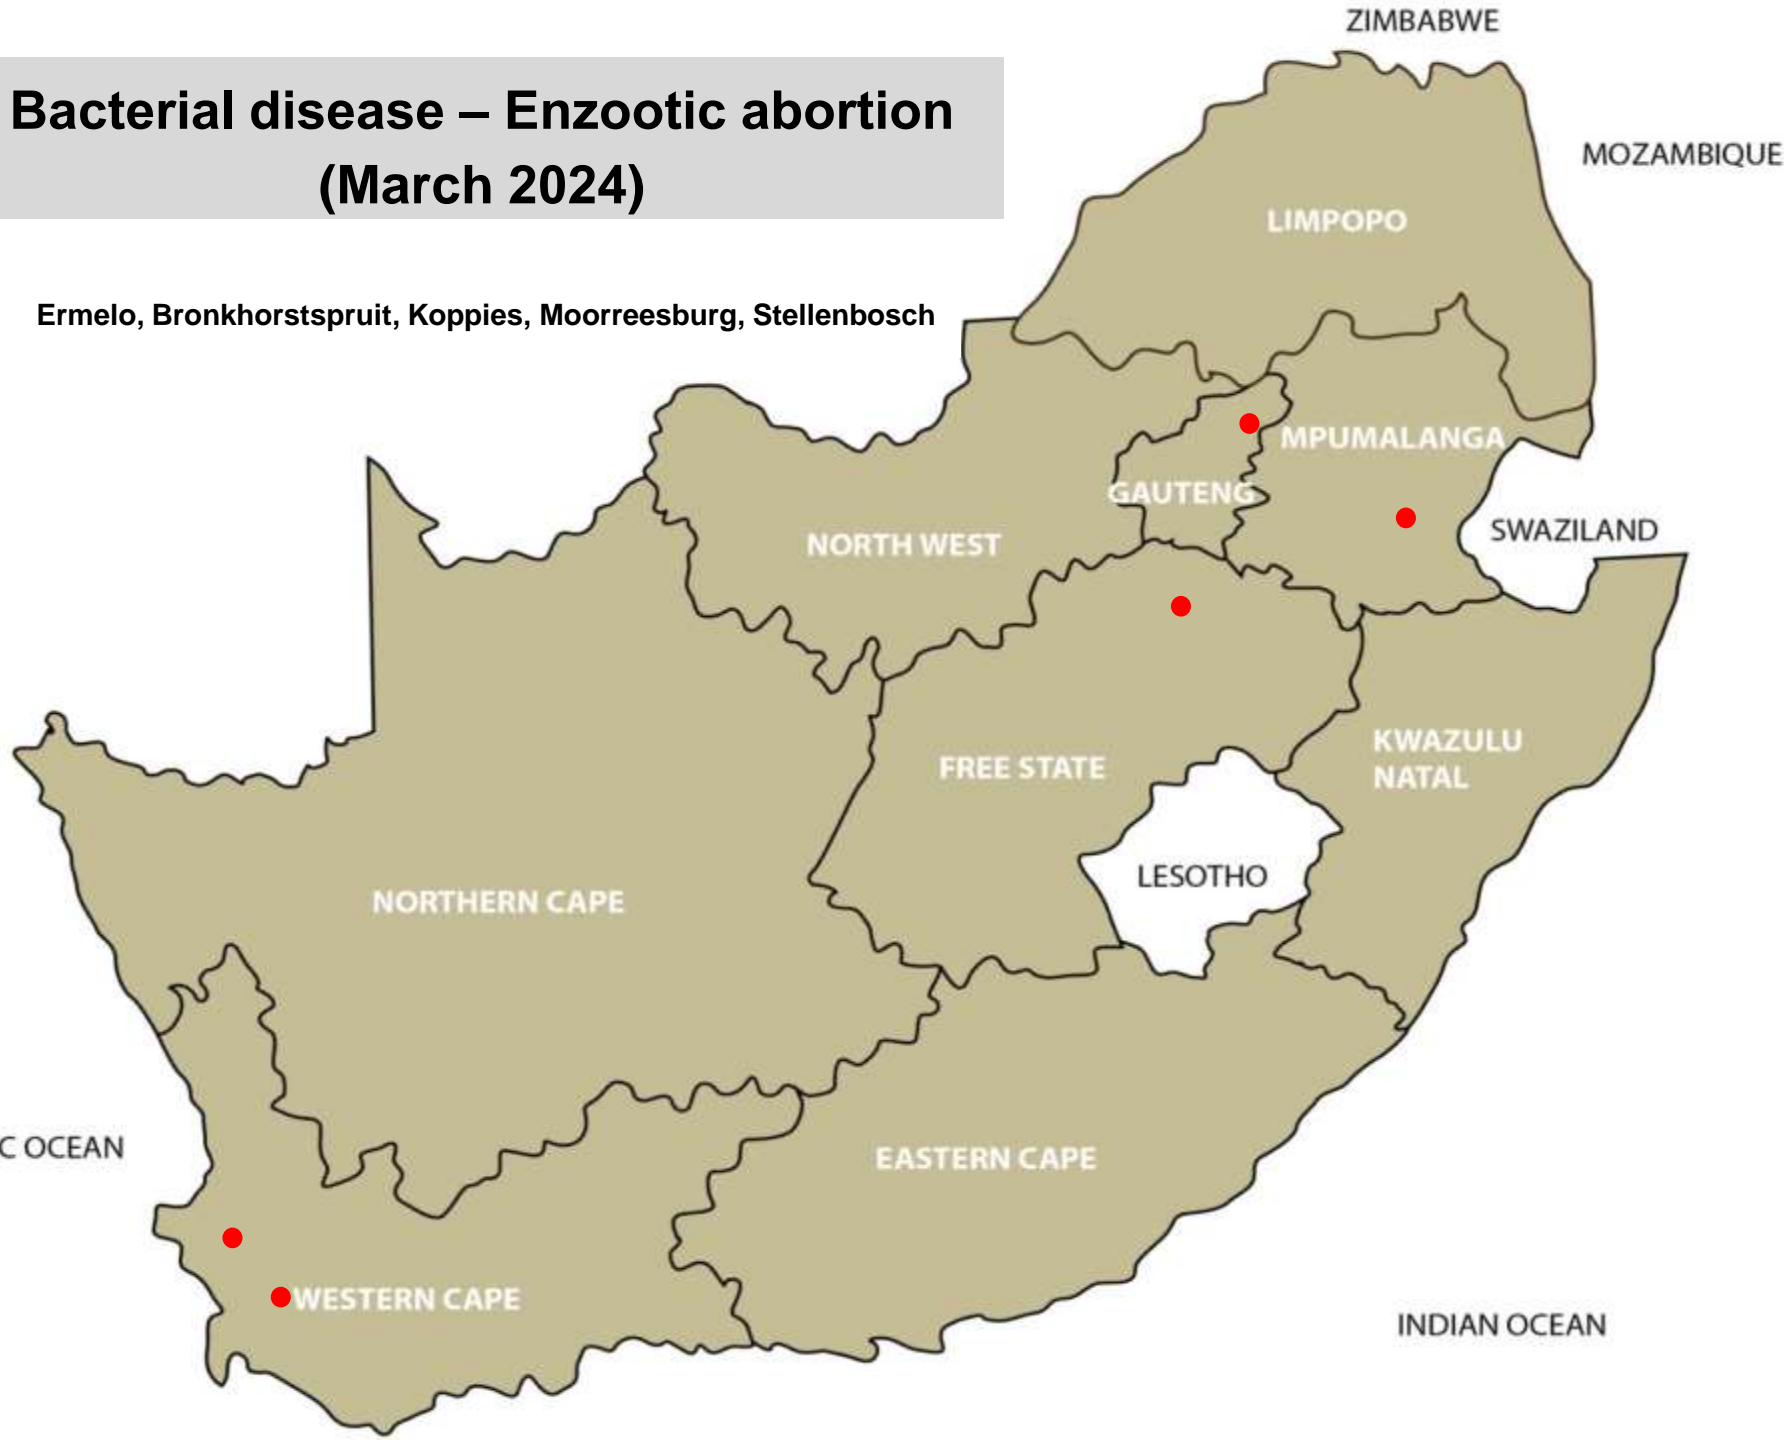 ZIMBABWE
Bacterial disease – Enzootic abortion
(March 2024)
MOZAMBIQUE
LIMPOPO
Ermelo, Bronkhorstspruit, Koppies, Moorreesburg, Stellenbosch
MPUMALANGA
GAUTENG
SWAZILAND
NORTH WEST
KWAZULU
NATAL
FREE STATE
LESOTHO
NORTHERN CAPE
C OCEAN
EASTERN CAPE
WESTERN CAPE
INDIAN OCEAN